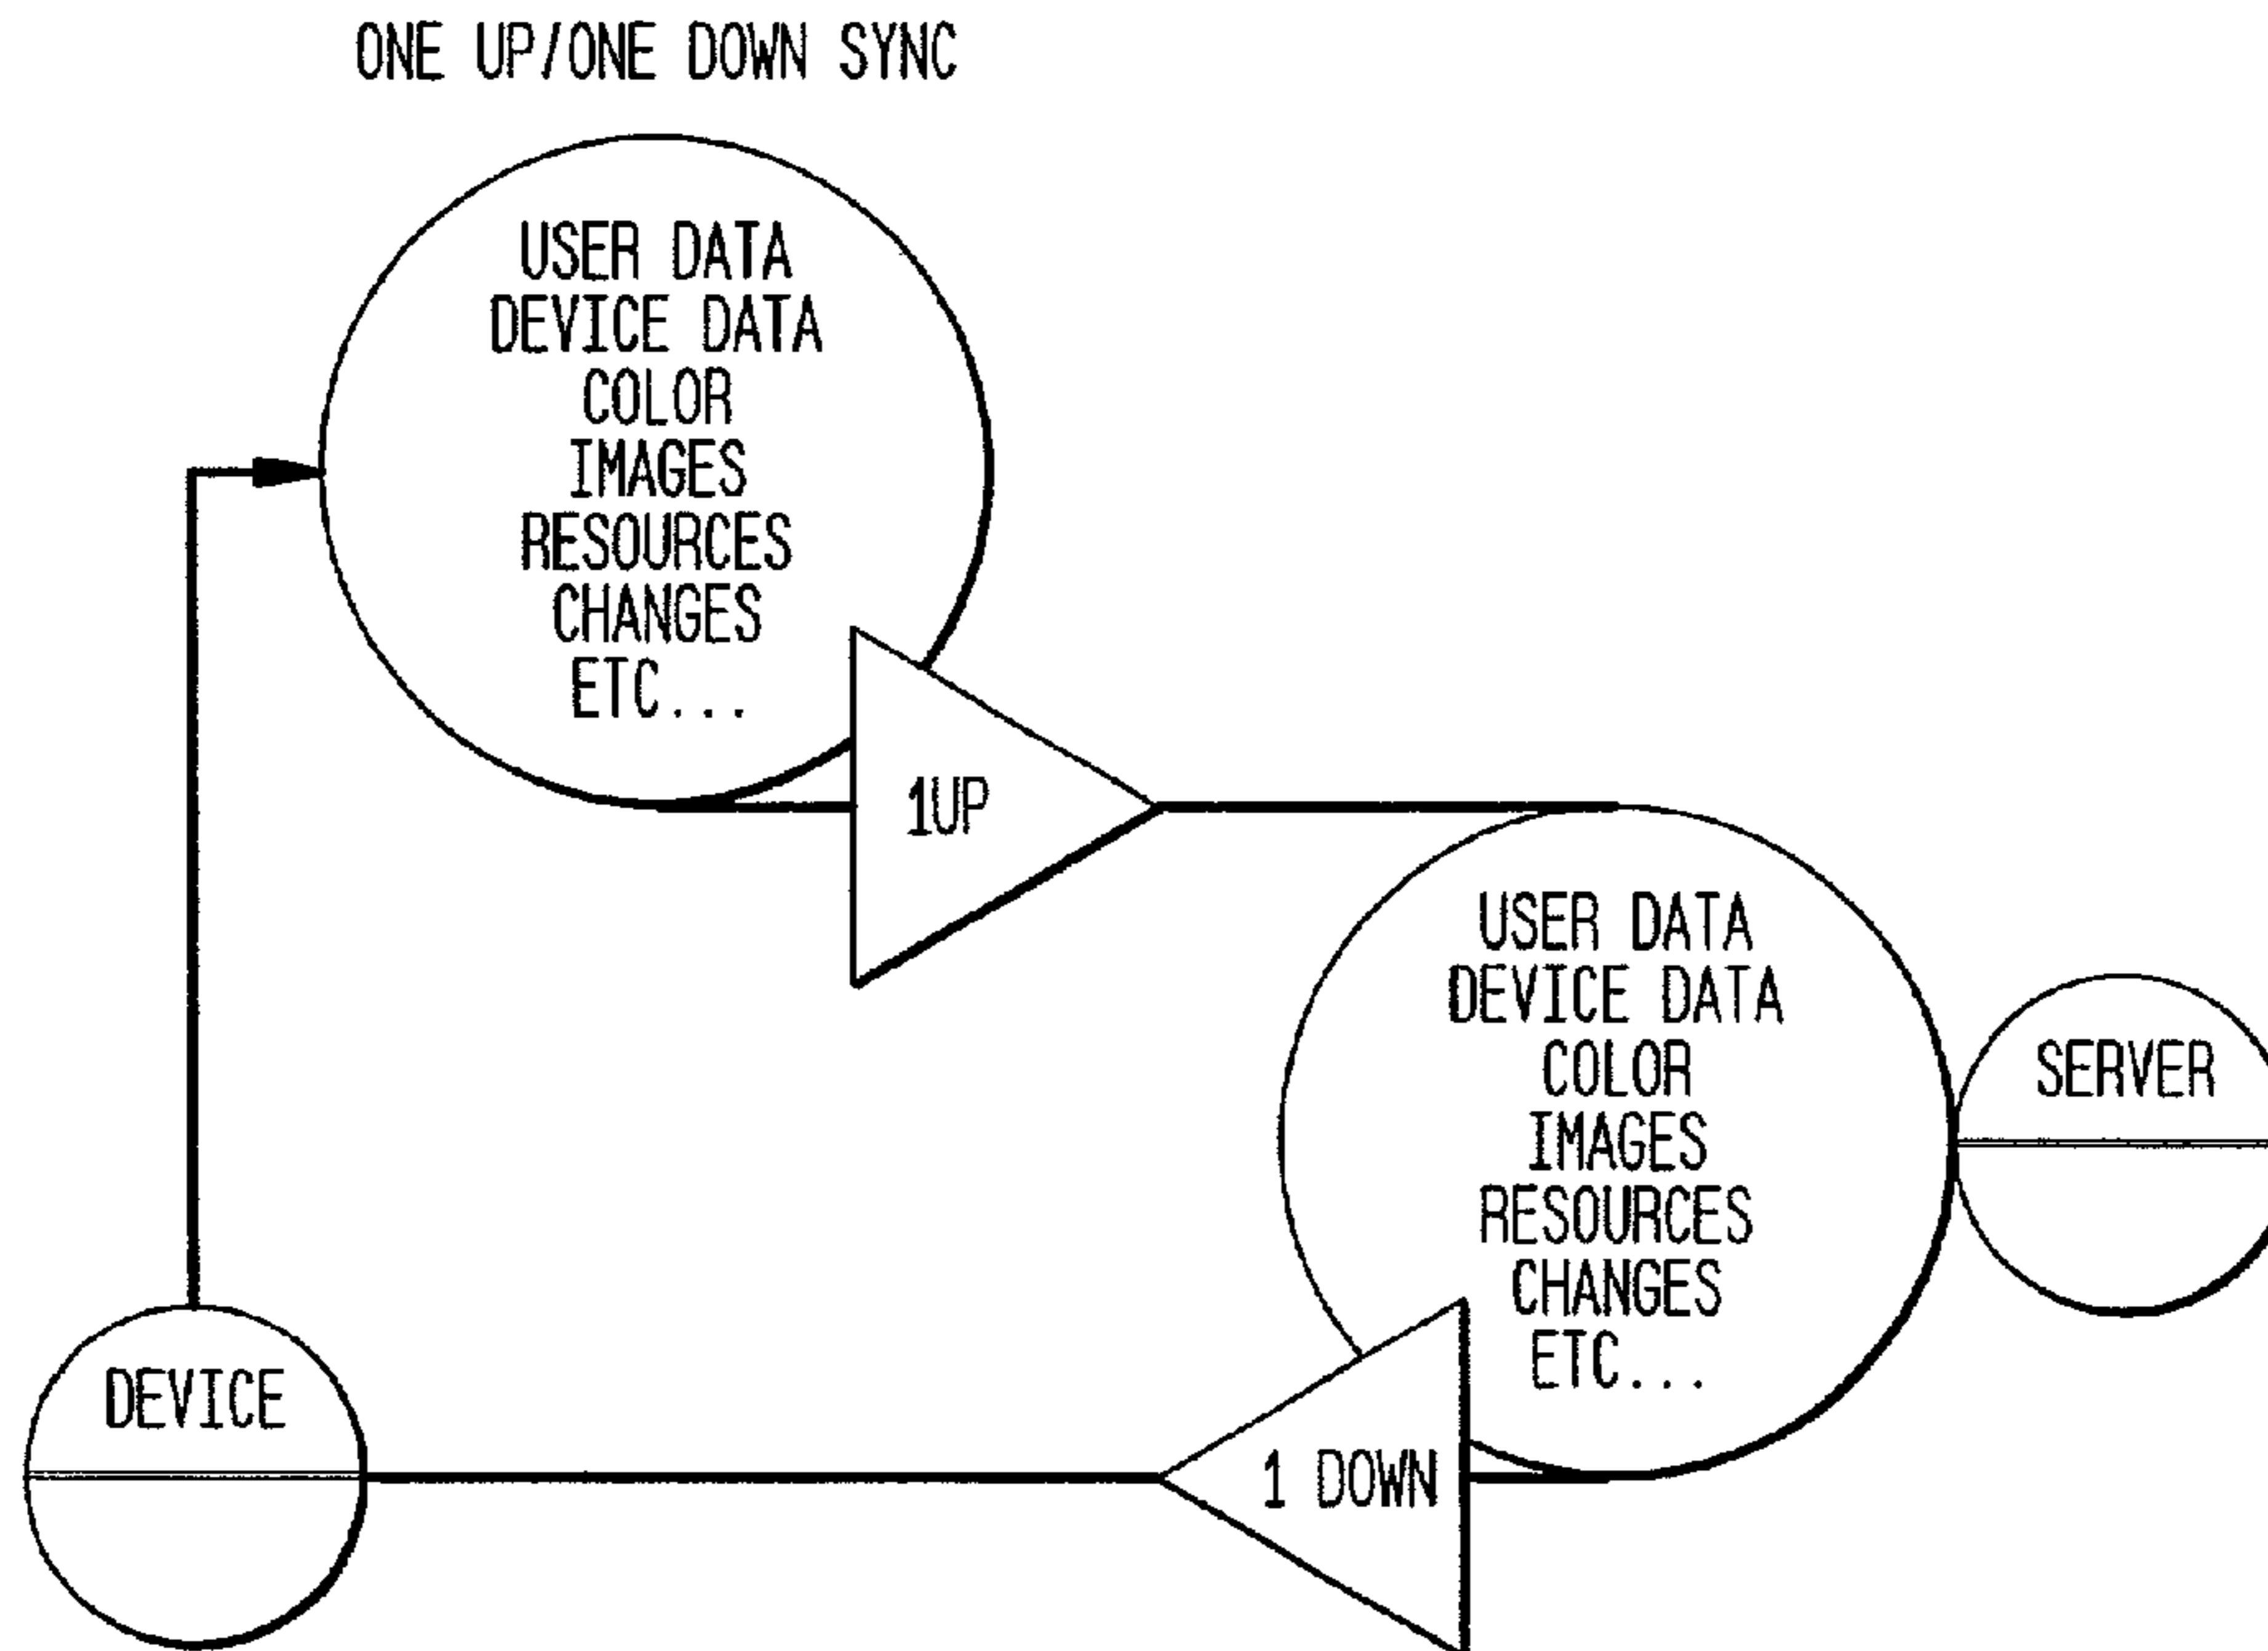 ONE UP/ONE DOWN SYNC
USER DATA
DEVICE DATA
COLOR
IMAGES
RESOURCES
CHANGES
ETC...
1UP
USER DATA
DEVICE DATA
COLOR
IMAGES
RESOURCES
CHANGES
ETC...
SERVER
DEVICE
1 DOWN